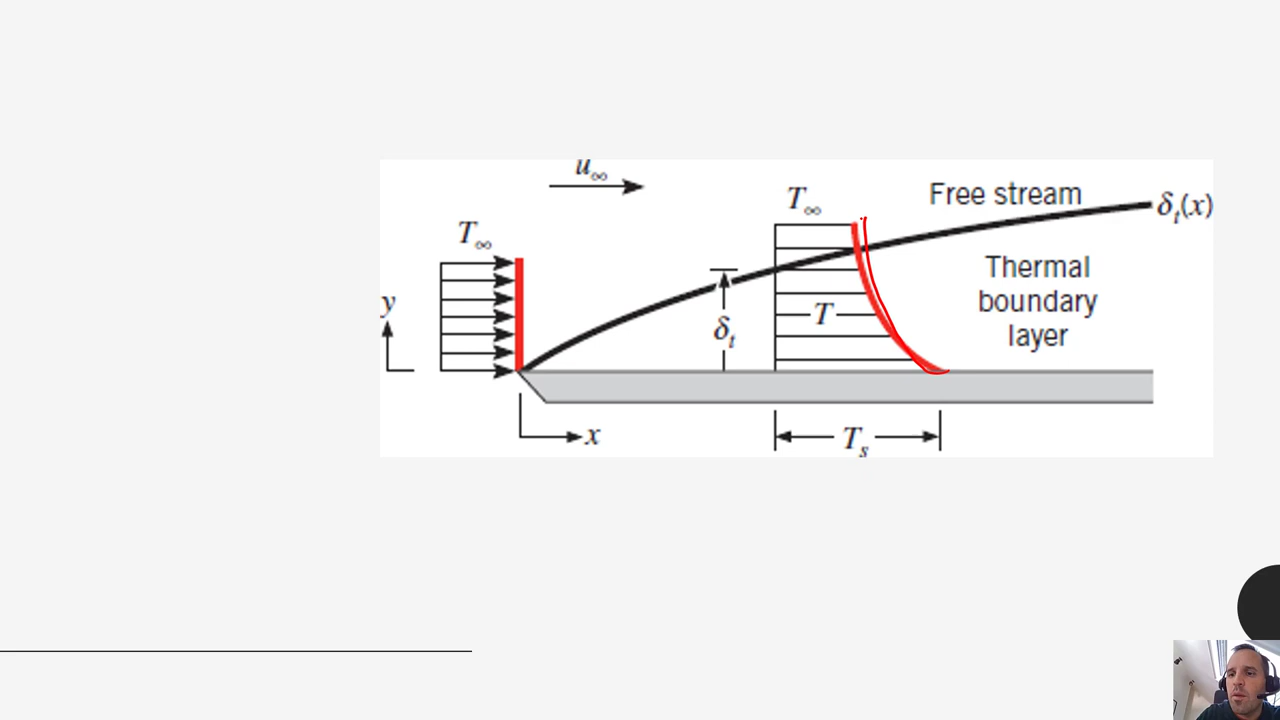 u∞
T∞
Free stream
δt(x)
T∞
y
Thermal
boundary
layer
T
δt
x
Ts